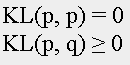 KL(p, p) = 0
KL(p, q) ≥ 0